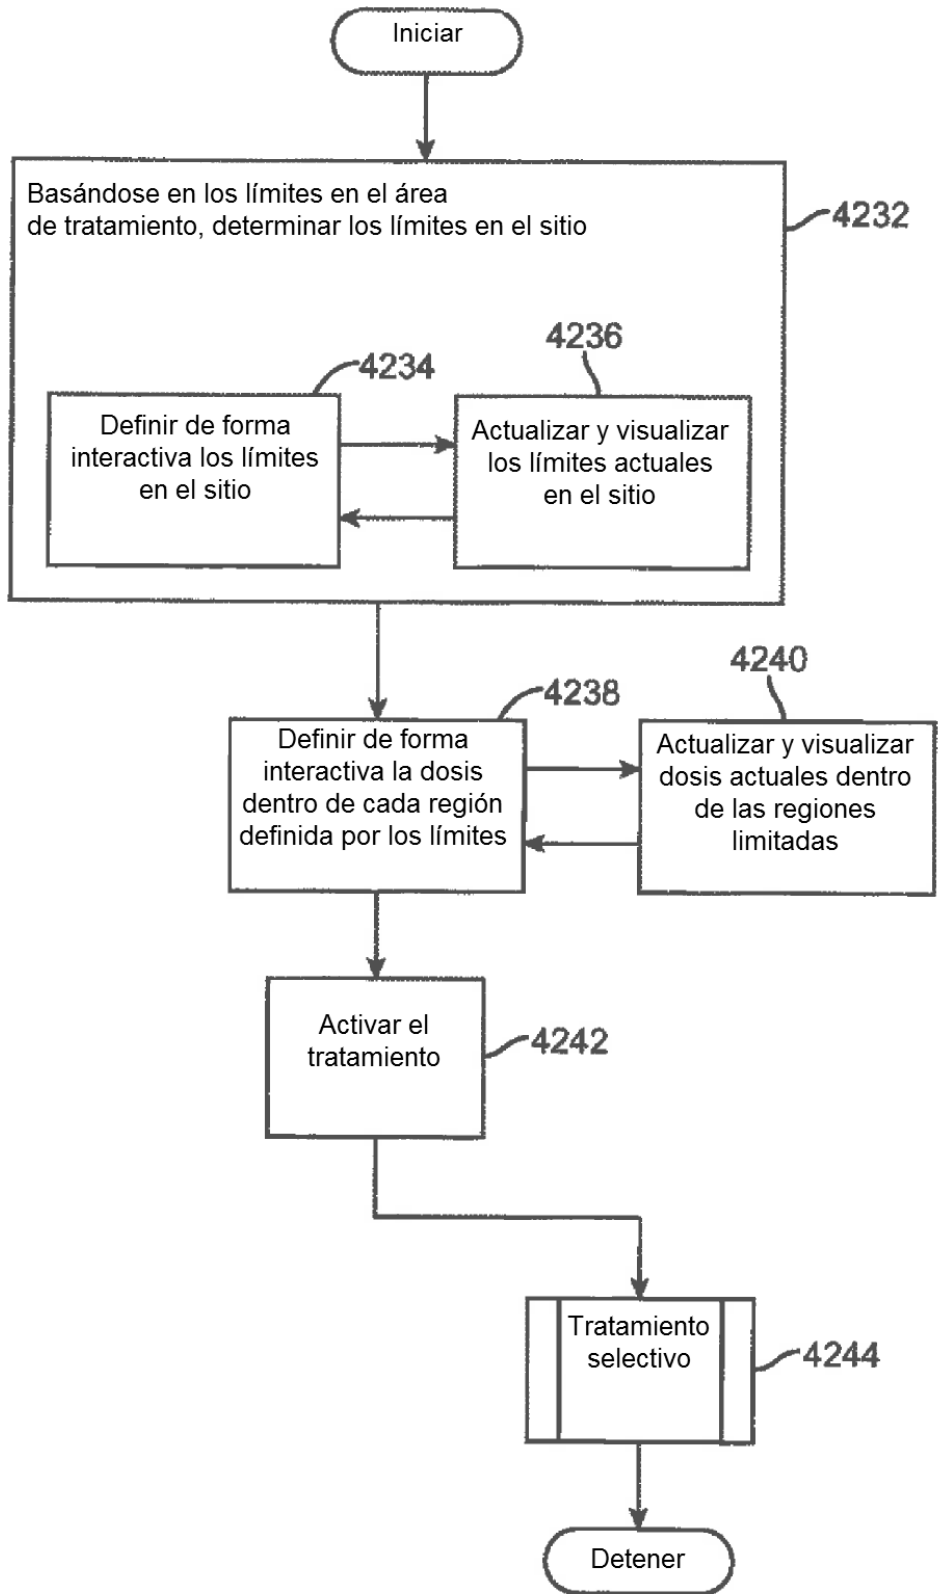 Iniciar
Basándose en los límites en el área
de tratamiento, determinar los límites en el sitio
4232
4234
4236
Definir de forma
interactiva los límites
en el sitio
Actualizar y visualizar
los límites actuales
en el sitio
4238
4240
Definir de forma
interactiva la dosis
dentro de cada región
definida por los límites
Actualizar y visualizar
dosis actuales dentro
de las regiones
limitadas
Activar el
tratamiento
4242
Tratamiento
selectivo
4244
Detener